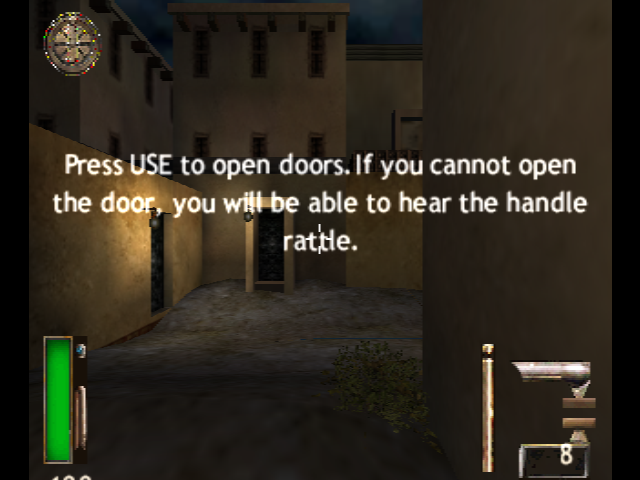 Press USE to open doors. If you cannot open
the door, you will be able to hear the handle
rattle.
8